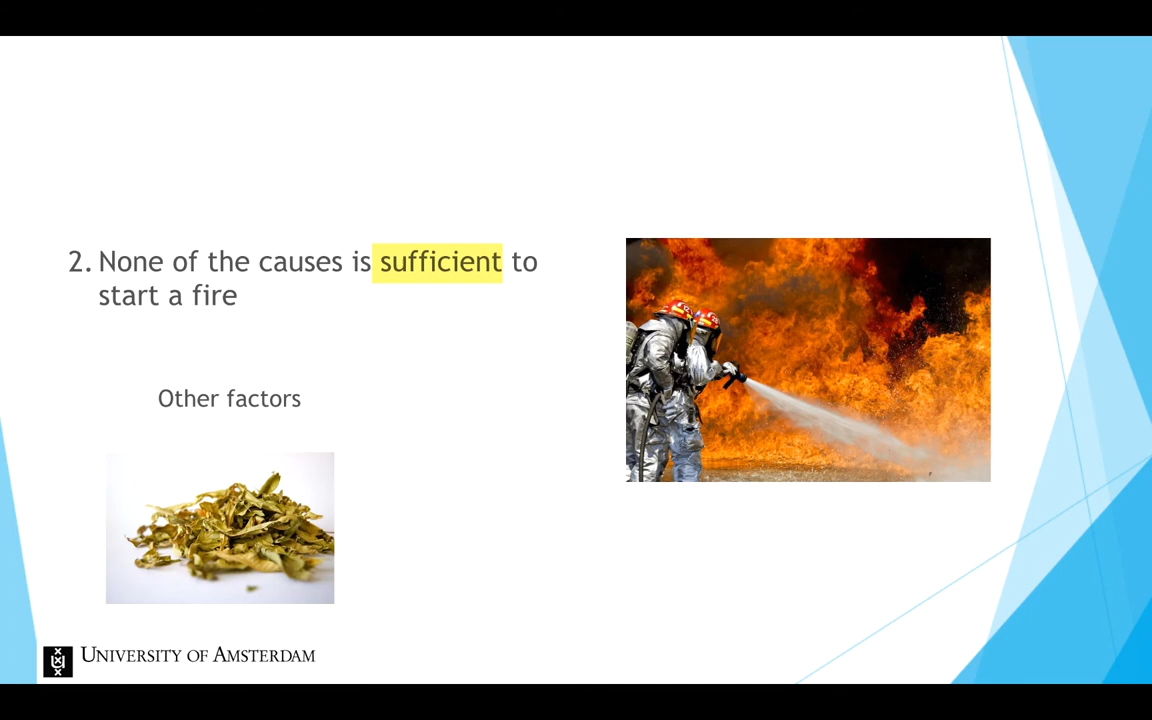 2. None of the causes is sufficient to
start a fire
Other factors
UNIVERSITY OF AMSTERDAM